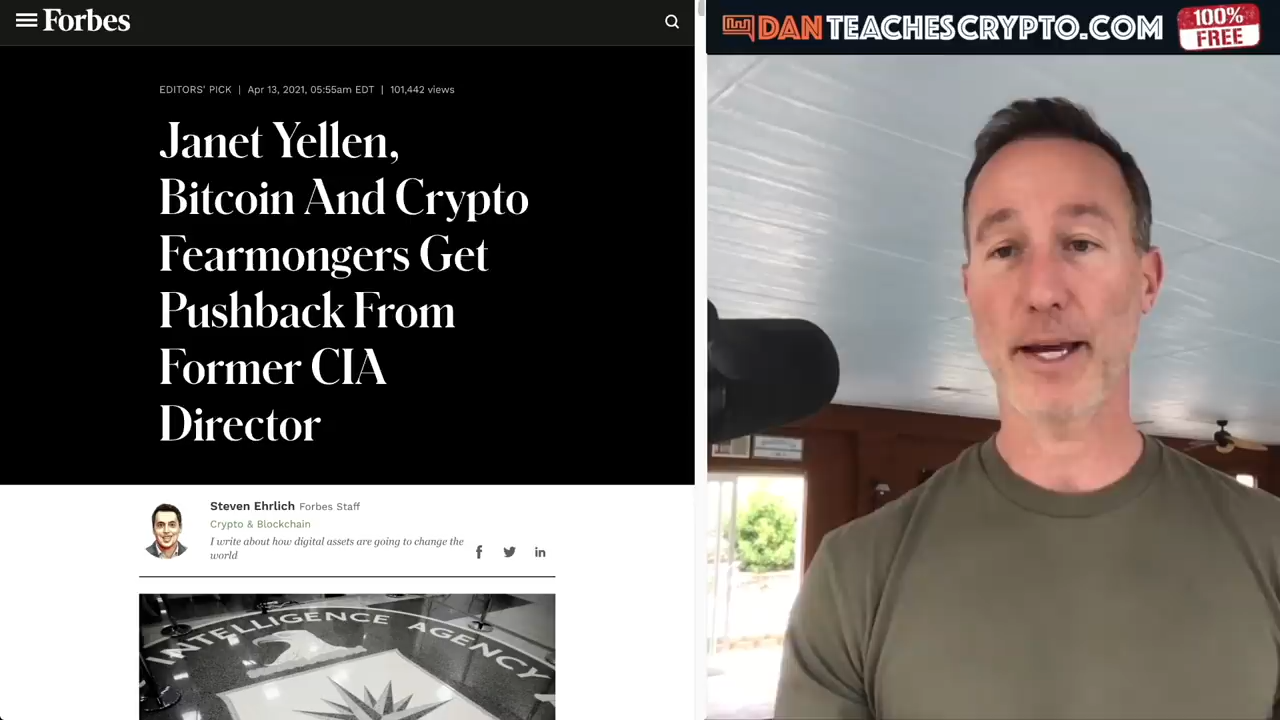 Forbes
EDITORS' PICK | Apr 13, 2021, 05:55am EDT | 101,442 views
Janet Yellen,
Bitcoin And Crypto
Fearmongers Get
Pushback From
Former CIA
Director
Steven Ehrlich Forbes Staff
Crypto & Blockchain
I write about how digital assets are going to change the
world
INTELLIGENCE AGENCY
DANTEACHESCRYPTO.COM
100%
FREE